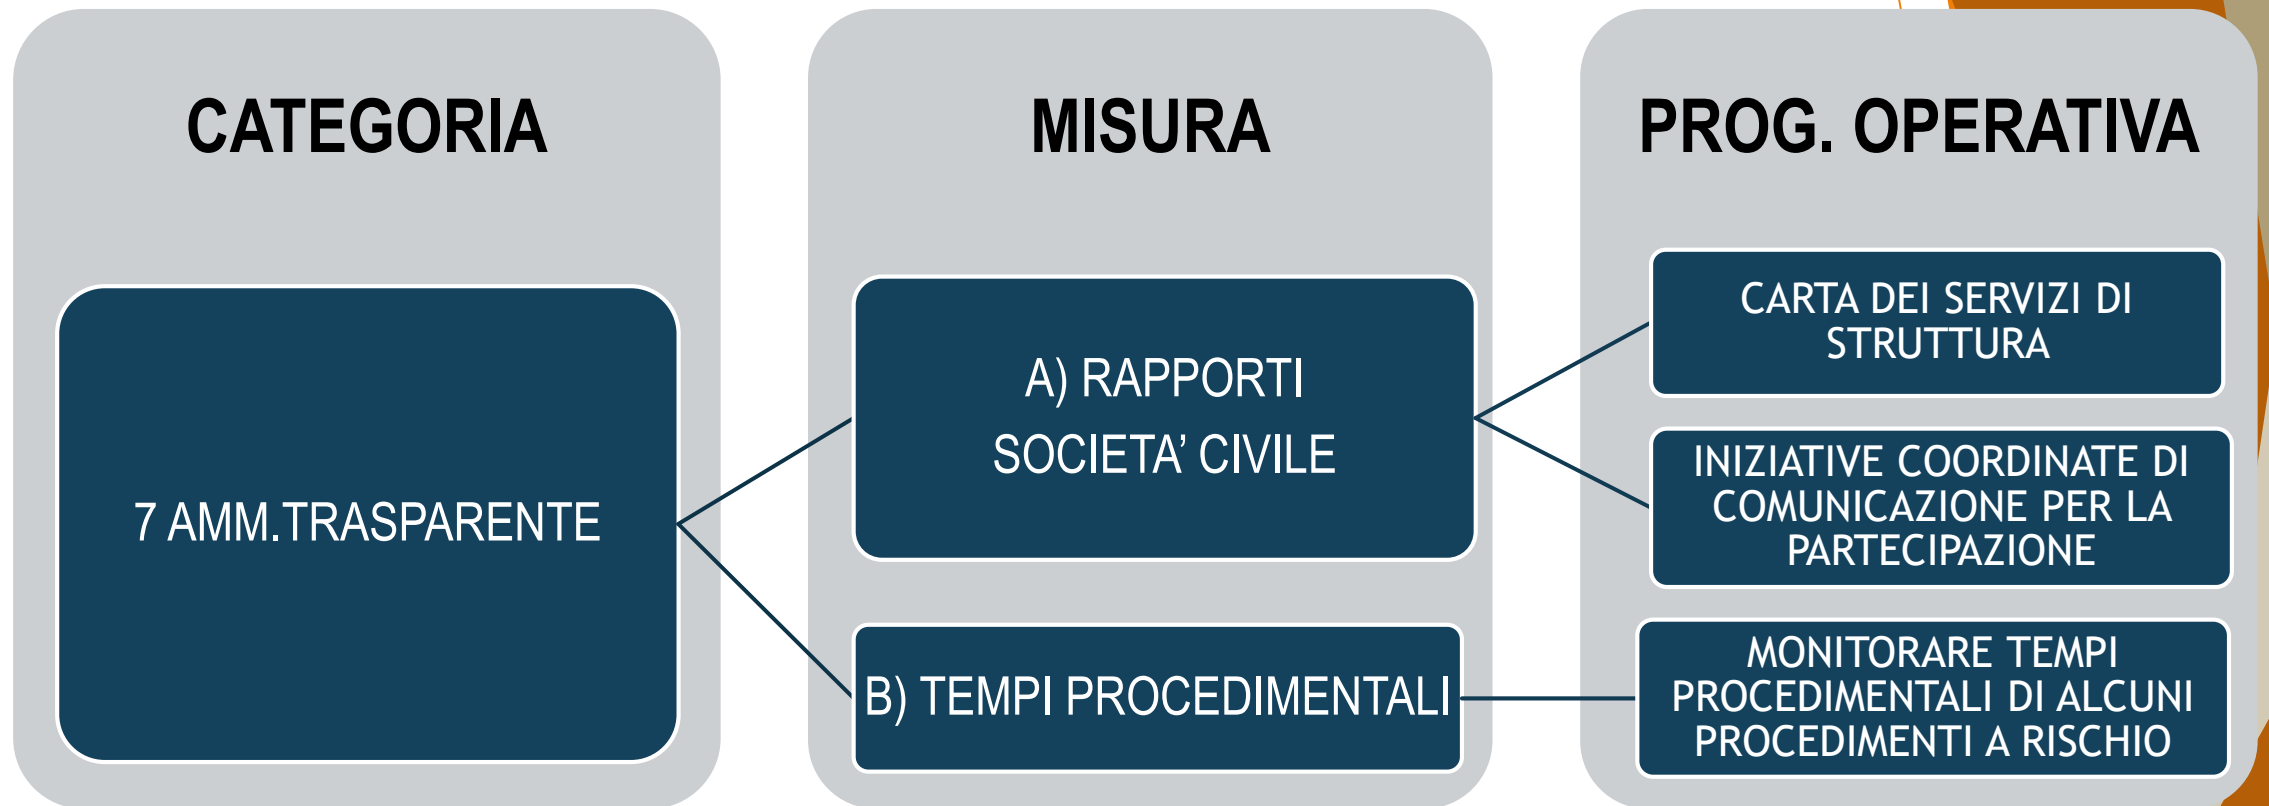 CATEGORIA
MISURA
PROG. OPERATIVA
7 AMM.TRASPARENTE
A) RAPPORTI
SOCIETA’ CIVILE
B) TEMPI PROCEDIMENTALI
CARTA DEI SERVIZI DI
STRUTTURA
INIZIATIVE COORDINATE DI
COMUNICAZIONE PER LA
PARTECIPAZIONE
MONITORARE TEMPI
PROCEDIMENTALI DI ALCUNI
PROCEDIMENTI A RISCHIO